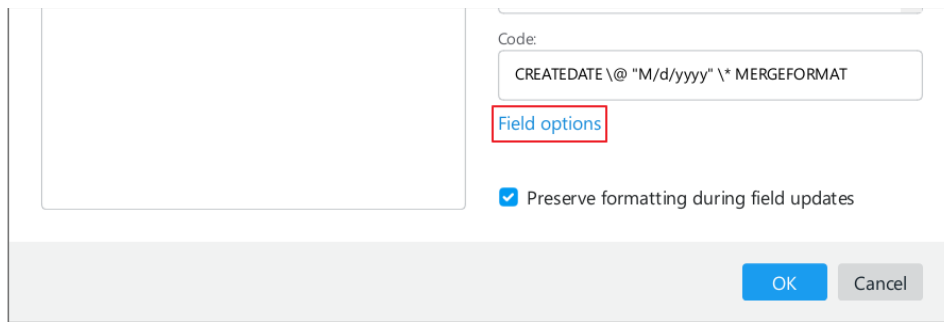 Code:
CREATEDATE \@ "M/d/yyyy" \* MERGEFORMAT
Field options
Preserve formatting during field updates
OK
Cancel